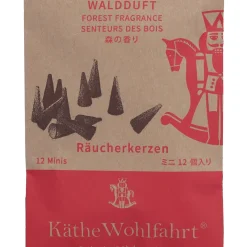 WALDDUFT
FOREST FRAGRANCE
SENTEURS DES BOIS
森の香り
Räucherkerzen
12 Minis
ミニ 12 個入り
KätheWohlfahrt®